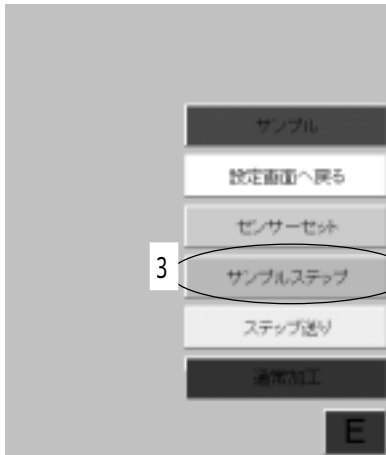 サンプル
設定画面へ戻る
センサーセット
3
サンプルステップ
ステップ送り
通常加工
E